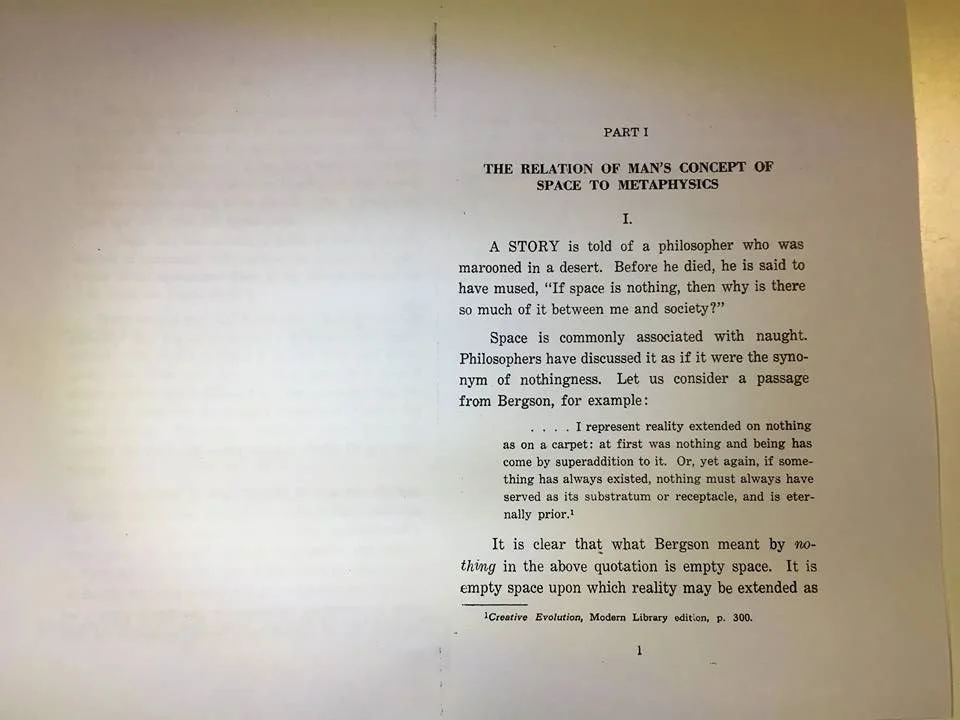 PART I
THE RELATION OF MAN'S CONCEPT OF
SPACE TO METAPHYSICS
I.
A STORY is told of a philosopher who was
marooned in a desert. Before he died, he is said to
have mused, "If space is nothing, then why is there
so much of it between me and society?"
Space is commonly associated with naught.
Philosophers have discussed it as if it were the syno-
nym of nothingness. Let us consider a passage
from Bergson, for example:
. . . . I represent reality extended on nothing
as on a carpet: at first was nothing and being has
come by superaddition to it. Or, yet again, if some-
thing has always existed, nothing must always have
served as its substratum or receptacle, and is eter-
nally prior.¹
It is clear that what Bergson meant by no-
thing in the above quotation is empty space. It is
empty space upon which reality may be extended as
¹Creative Evolution, Modern Library edition, p. 300.
1